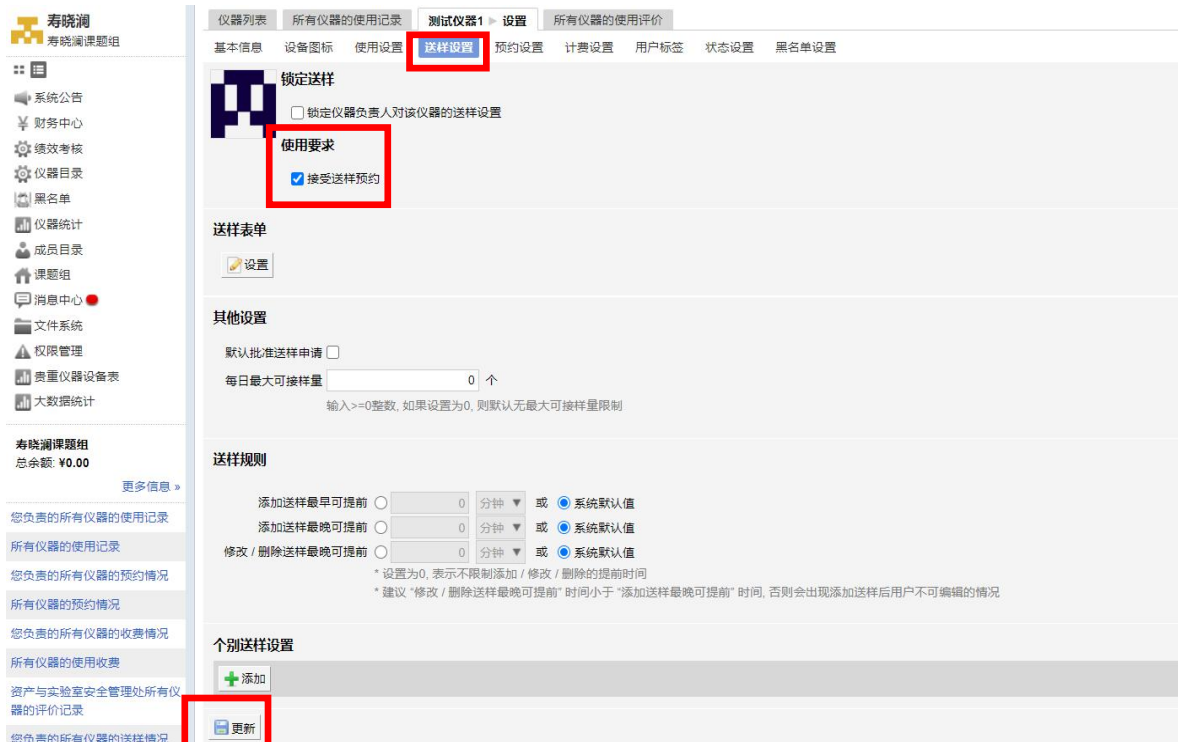 寿晓澜
寿晓澜课题组
系统公告
财务中心
绩效考核
仪器目录
黑名单
仪器统计
成员目录
课题组
消息中心
文件系统
权限管理
贵重仪器设备表
大数据统计
寿晓澜课题组
总余额: ¥0.00
更多信息 »
您负责的所有仪器的使用记录
所有仪器的使用记录
您负责的所有仪器的预约情况
所有仪器的预约情况
您负责的所有仪器的收费情况
所有仪器的使用收费
资产与实验室安全管理处所有仪
器的评价记录
您负责的所有仪器的送样情况
仪器列表 所有仪器的使用记录 测试仪器1 ▶ 设置 所有仪器的使用评价
基本信息 设备图标 使用设置 送样设置 预约设置 计费设置 用户标签 状态设置 黑名单设置
锁定送样
锁定仪器负责人对该仪器的送样设置
使用要求
接受送样预约
送样表单
设置
其他设置
默认批准送样申请
每日最大可接样量 0 个
输入>=0整数, 如果设置为0, 则默认无最大可接样量限制
送样规则
添加送样最早可提前 0 分钟 ▼ 或 系统默认值
添加送样最晚可提前 0 分钟 ▼ 或 系统默认值
修改 / 删除送样最晚可提前 0 分钟 ▼ 或 系统默认值
* 设置为0, 表示不限制添加 / 修改 / 删除的提前时间
* 建议 “修改 / 删除送样最晚可提前” 时间小于 “添加送样最晚可提前” 时间, 否则会出现添加送样后用户不可编辑的情况
个别送样设置
添加
更新